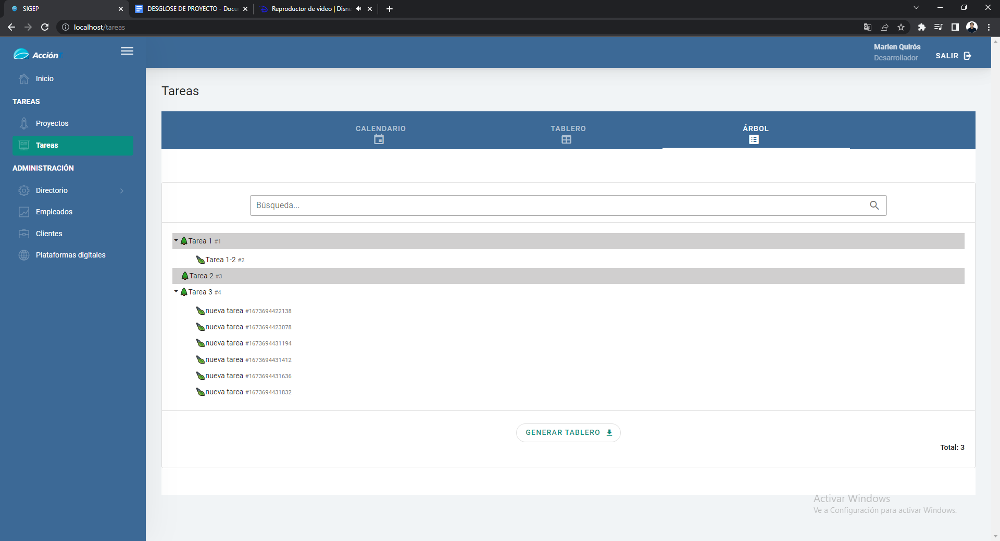 SIGEP
DESGLOSE DE PROYECTO - Docu
Reproductor de video | Disne
localhost/tareas
Acción
Marlen Quirós
Desarrollador
SALIR
Inicio
TAREAS
Proyectos
Tareas
ADMINISTRACIÓN
Directorio
Empleados
Clientes
Plataformas digitales
Tareas
CALENDARIO
TABLERO
ÁRBOL
Búsqueda...
Tarea 1 #1
Tarea 1-2 #2
Tarea 2 #3
Tarea 3 #4
nueva tarea #1673694422138
nueva tarea #1673694423078
nueva tarea #1673694431194
nueva tarea #1673694431412
nueva tarea #1673694431636
nueva tarea #1673694431832
GENERAR TABLERO
Total: 3
Activar Windows
Ve a Configuración para activar Windows.